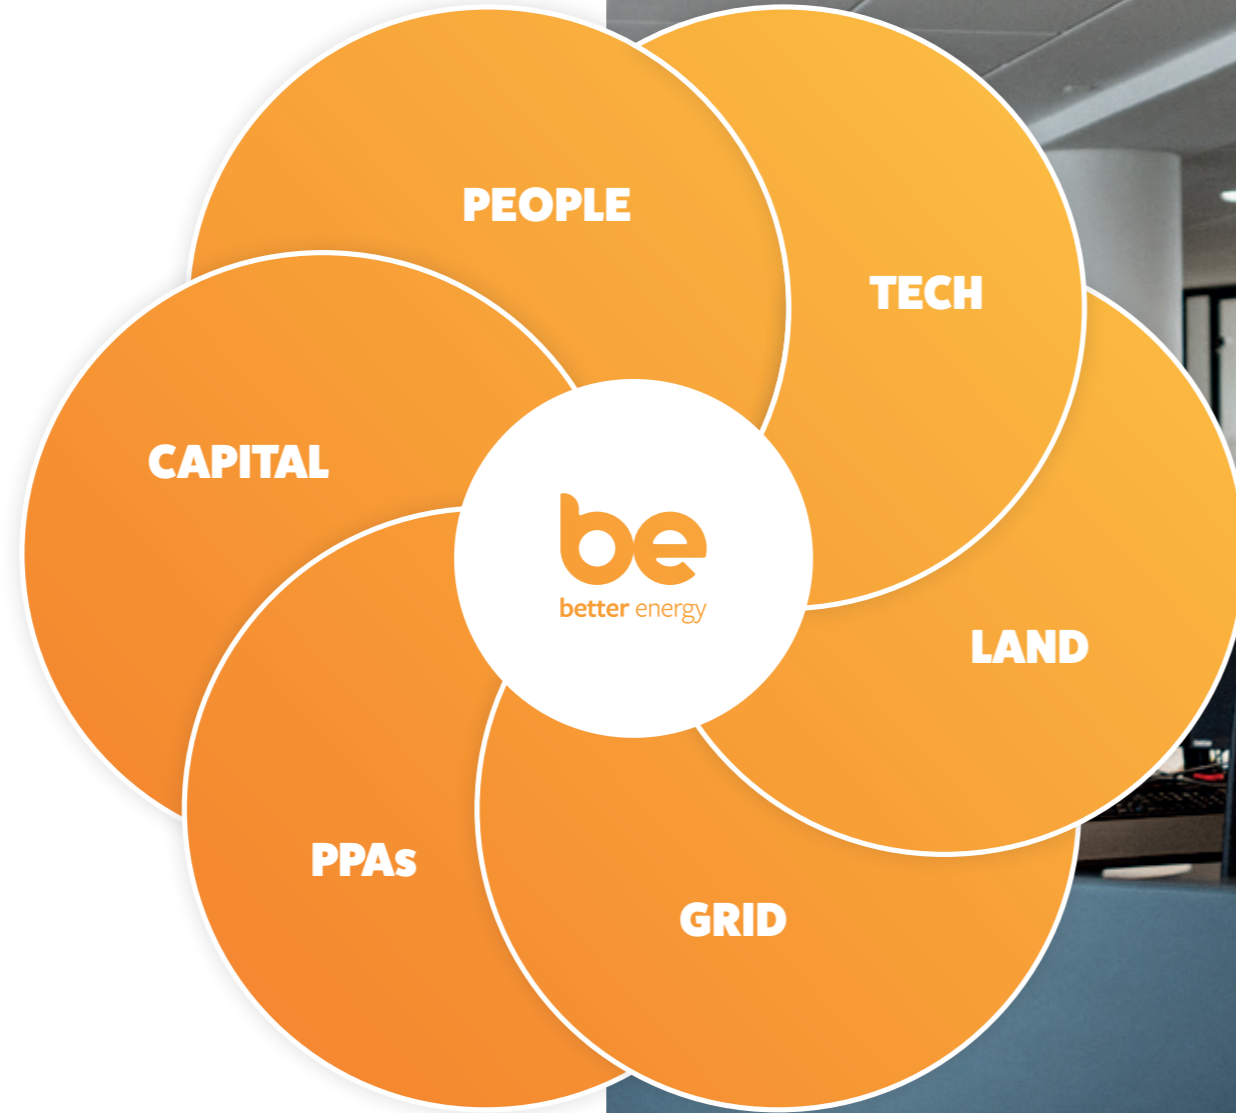 PEOPLE
TECH
CAPITAL
be
better energy
LAND
PPAs
GRID